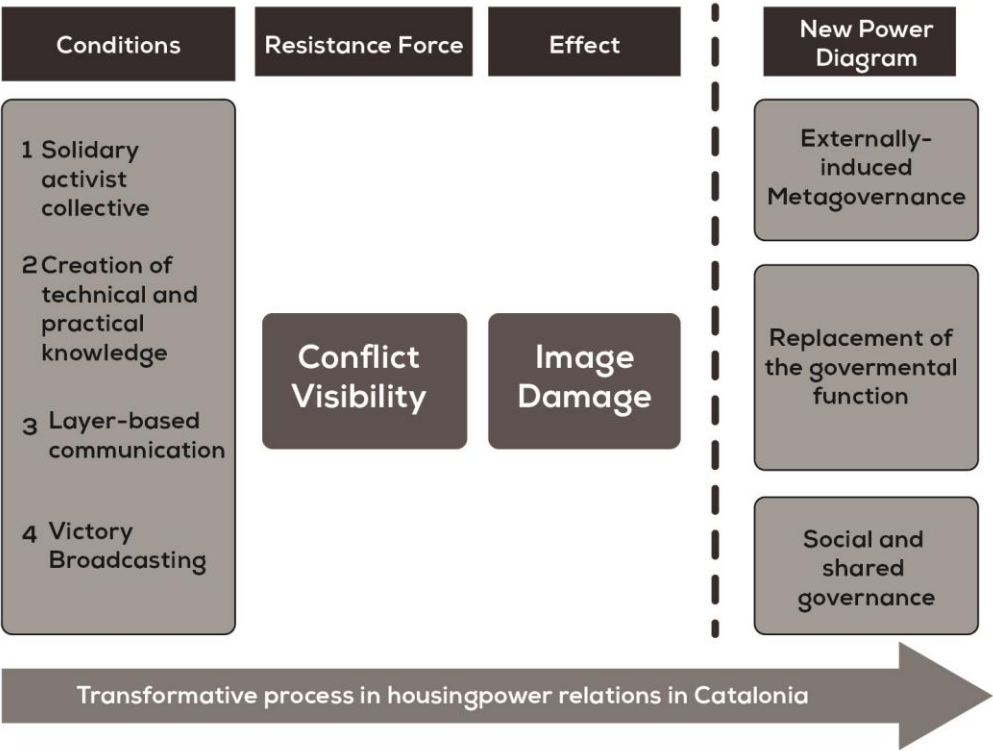 Conditions
Resistance Force
Effect
New Power
Diagram
1 Solidary
activist
collective
2 Creation of
technical and
practical
knowledge
3 Layer-based
communication
4 Victory
Broadcasting
Conflict
Visibility
Image
Damage
Externally-
induced
Metagovernance
Replacement of
the govermental
function
Social and
shared
governance
Transformative process in housingpower relations in Catalonia